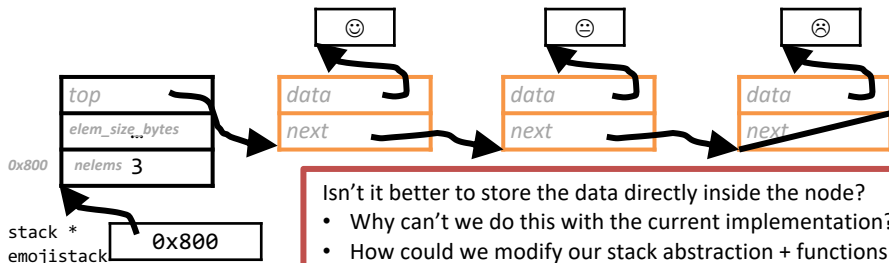 ☺ 😐 ☹
top data data data
elem_size_bytes … next next next
0x800 nelems 3
Isn't it better to store the data directly inside the node?
• Why can't we do this with the current implementation?
stack * 0x800
emojistack • How could we modify our stack abstraction + functions